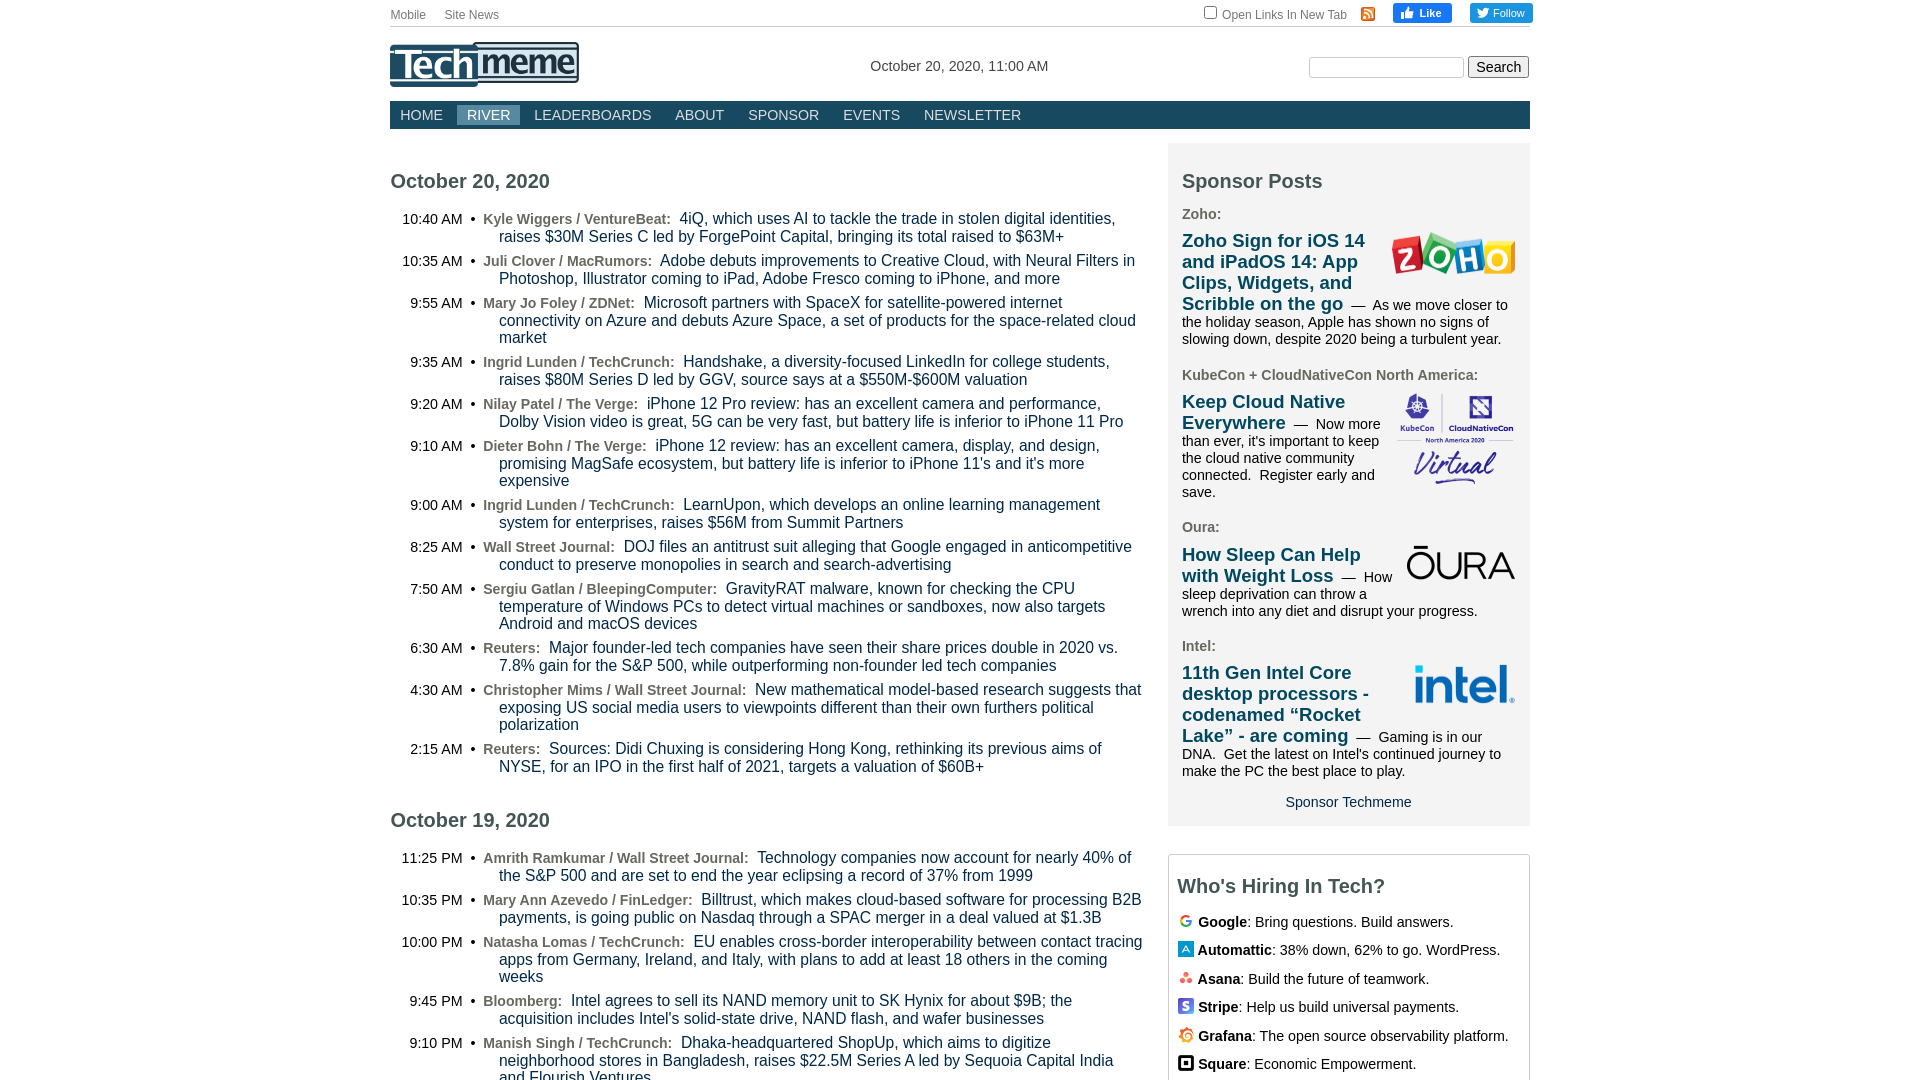 Mobile Site News Open Links In New Tab Like Follow
Techmeme
October 20, 2020, 11:00 AM
Search
HOME RIVER LEADERBOARDS ABOUT SPONSOR EVENTS NEWSLETTER
October 20, 2020
10:40 AM • Kyle Wiggers / VentureBeat: 4iQ, which uses AI to tackle the trade in stolen digital identities,
raises $30M Series C led by ForgePoint Capital, bringing its total raised to $63M+
10:35 AM • Juli Clover / MacRumors: Adobe debuts improvements to Creative Cloud, with Neural Filters in
Photoshop, Illustrator coming to iPad, Adobe Fresco coming to iPhone, and more
9:55 AM • Mary Jo Foley / ZDNet: Microsoft partners with SpaceX for satellite-powered internet
connectivity on Azure and debuts Azure Space, a set of products for the space-related cloud
market
9:35 AM • Ingrid Lunden / TechCrunch: Handshake, a diversity-focused LinkedIn for college students,
raises $80M Series D led by GGV, source says at a $550M-$600M valuation
9:20 AM • Nilay Patel / The Verge: iPhone 12 Pro review: has an excellent camera and performance,
Dolby Vision video is great, 5G can be very fast, but battery life is inferior to iPhone 11 Pro
9:10 AM • Dieter Bohn / The Verge: iPhone 12 review: has an excellent camera, display, and design,
promising MagSafe ecosystem, but battery life is inferior to iPhone 11's and it's more
expensive
9:00 AM • Ingrid Lunden / TechCrunch: LearnUpon, which develops an online learning management
system for enterprises, raises $56M from Summit Partners
8:25 AM • Wall Street Journal: DOJ files an antitrust suit alleging that Google engaged in anticompetitive
conduct to preserve monopolies in search and search-advertising
7:50 AM • Sergiu Gatlan / BleepingComputer: GravityRAT malware, known for checking the CPU
temperature of Windows PCs to detect virtual machines or sandboxes, now also targets
Android and macOS devices
6:30 AM • Reuters: Major founder-led tech companies have seen their share prices double in 2020 vs.
7.8% gain for the S&P 500, while outperforming non-founder led tech companies
4:30 AM • Christopher Mims / Wall Street Journal: New mathematical model-based research suggests that
exposing US social media users to viewpoints different than their own furthers political
polarization
2:15 AM • Reuters: Sources: Didi Chuxing is considering Hong Kong, rethinking its previous aims of
NYSE, for an IPO in the first half of 2021, targets a valuation of $60B+
October 19, 2020
11:25 PM • Amrith Ramkumar / Wall Street Journal: Technology companies now account for nearly 40% of
the S&P 500 and are set to end the year eclipsing a record of 37% from 1999
10:35 PM • Mary Ann Azevedo / FinLedger: Billtrust, which makes cloud-based software for processing B2B
payments, is going public on Nasdaq through a SPAC merger in a deal valued at $1.3B
10:00 PM • Natasha Lomas / TechCrunch: EU enables cross-border interoperability between contact tracing
apps from Germany, Ireland, and Italy, with plans to add at least 18 others in the coming
weeks
9:45 PM • Bloomberg: Intel agrees to sell its NAND memory unit to SK Hynix for about $9B; the
acquisition includes Intel's solid-state drive, NAND flash, and wafer businesses
9:10 PM • Manish Singh / TechCrunch: Dhaka-headquartered ShopUp, which aims to digitize
neighborhood stores in Bangladesh, raises $22.5M Series A led by Sequoia Capital India
and Flourish Ventures
Sponsor Posts
Zoho:
ZOHO
Zoho Sign for iOS 14
and iPadOS 14: App
Clips, Widgets, and
Scribble on the go — As we move closer to
the holiday season, Apple has shown no signs of
slowing down, despite 2020 being a turbulent year.
KubeCon + CloudNativeCon North America:
KubeCon CloudNativeCon
North America 2020
Virtual
Keep Cloud Native
Everywhere — Now more
than ever, it's important to keep
the cloud native community
connected. Register early and
save.
Oura:
ŌURA
How Sleep Can Help
with Weight Loss — How
sleep deprivation can throw a
wrench into any diet and disrupt your progress.
Intel:
intel®
11th Gen Intel Core
desktop processors -
codenamed “Rocket
Lake” - are coming — Gaming is in our
DNA. Get the latest on Intel's continued journey to
make the PC the best place to play.
Sponsor Techmeme
Who's Hiring In Tech?
Google: Bring questions. Build answers.
Automattic: 38% down, 62% to go. WordPress.
Asana: Build the future of teamwork.
Stripe: Help us build universal payments.
Grafana: The open source observability platform.
Square: Economic Empowerment.